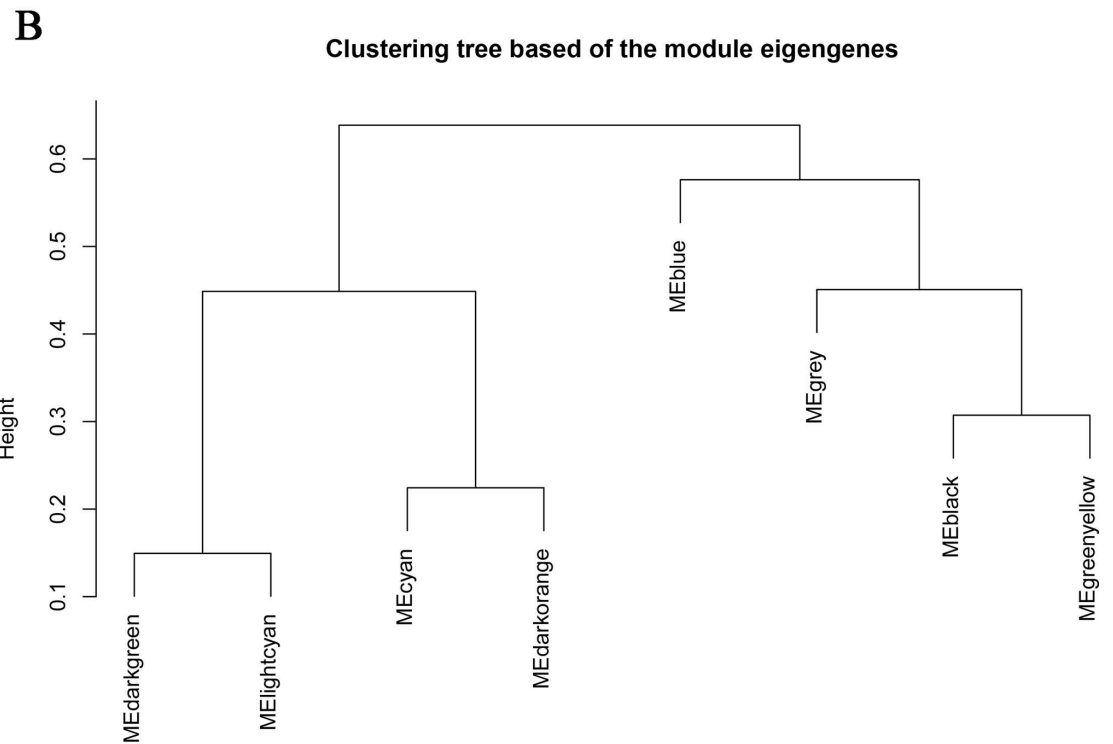 B
Clustering tree based of the module eigengenes
Height
0.6
0.5
0.4
0.3
0.2
0.1
MEdarkgreen
MElightcyan
MEcyan
MEdarkorange
MEblue
MEgrey
MEblack
MEgreenyellow